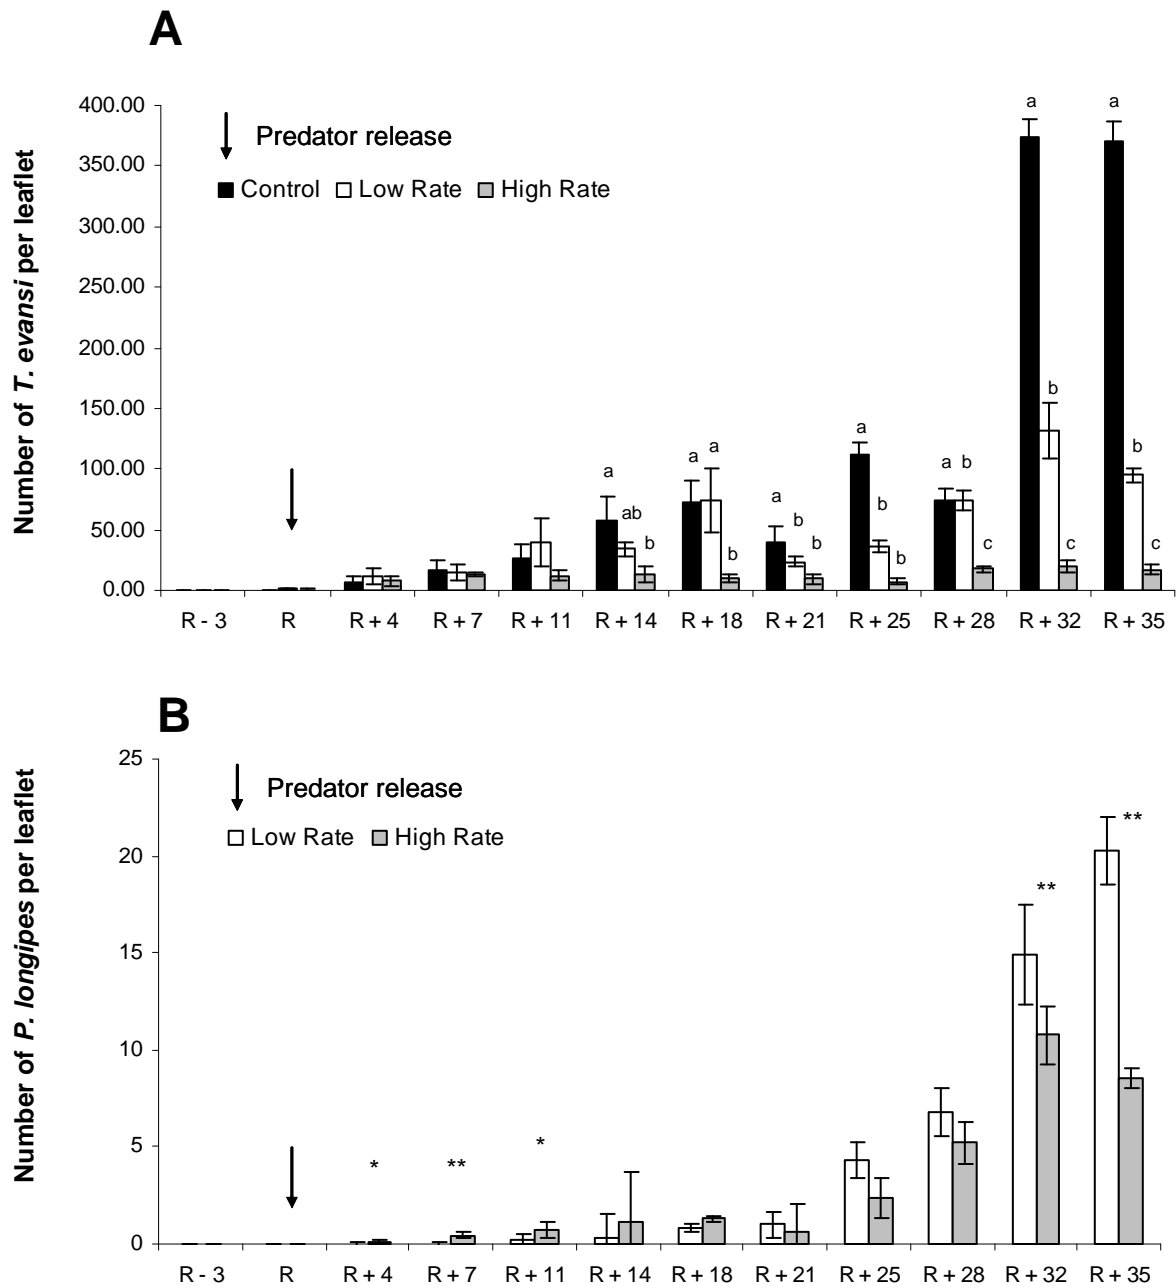 A
Number of T. evansi per leaflet
400.00
350.00
300.00
250.00
200.00
150.00
100.00
50.00
0.00
Predator release
Control Low Rate High Rate
a ab b
a a b
a b b
a b b
a b c
a b c
a b c
R - 3 R R + 4 R + 7 R + 11 R + 14 R + 18 R + 21 R + 25 R + 28 R + 32 R + 35
B
Number of P. longipes per leaflet
25
20
15
10
5
0
Predator release
Low Rate High Rate
* ** * ** **
R - 3 R R + 4 R + 7 R + 11 R + 14 R + 18 R + 21 R + 25 R + 28 R + 32 R + 35